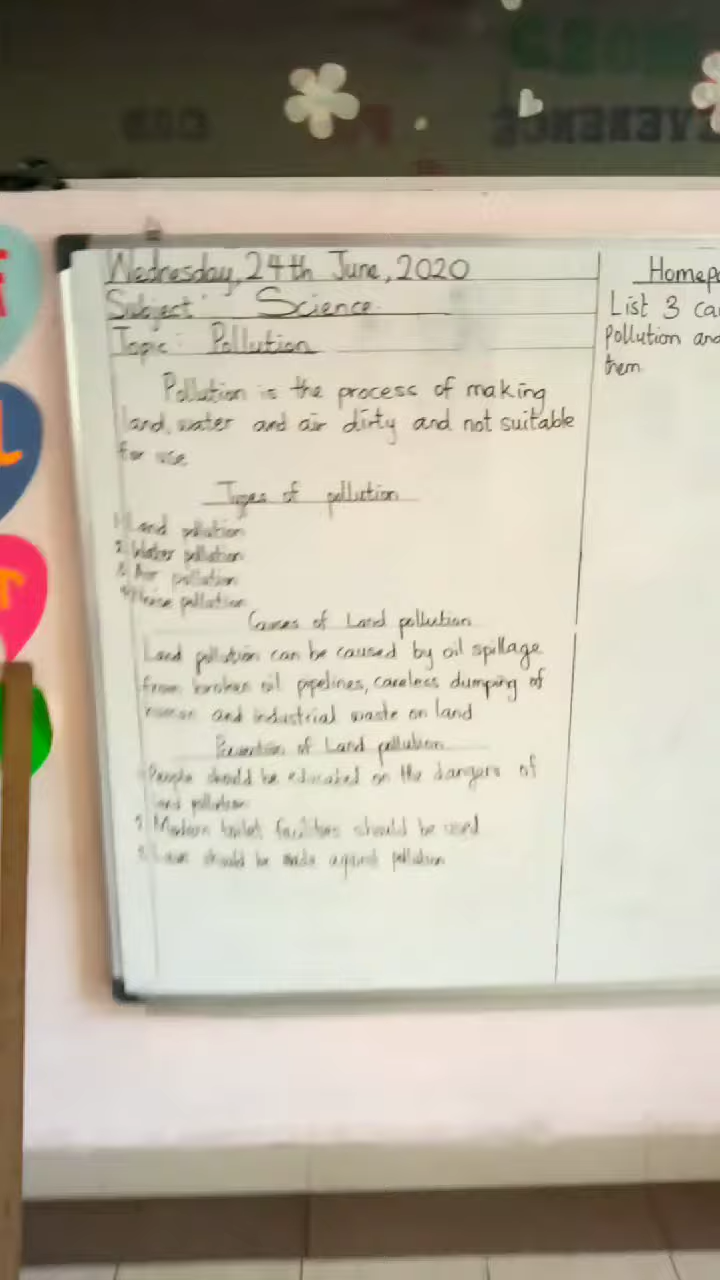 Wednesday, 24th June, 2020
Subject: Science.
Topic: Pollution
Pollution is the process of making
land, water and air dirty and not suitable
for use
Types of pollution
1. Land pollution
2. Water pollution
3. Air pollution
4. Noise pollution
Causes of Land pollution
Land pollution can be caused by oil spillage
from broken oil pipelines, careless dumping of
human and industrial waste on land
Prevention of Land pollution
People should be educated on the dangers of
land pollution
2. Modern toilet facilities should be used
3. Laws should be made against pollution
Homep
List 3 cau
pollution and
them